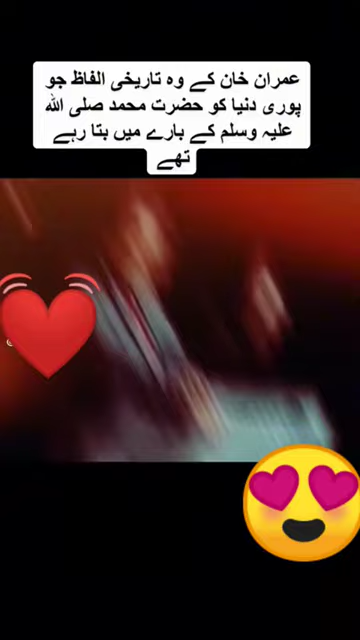 عمران خان کے وہ تاریخی الفاظ جو
پوری دنیا کو حضرت محمد صلی اللہ
علیہ وسلم کے بارے میں بتا رہے
تھے